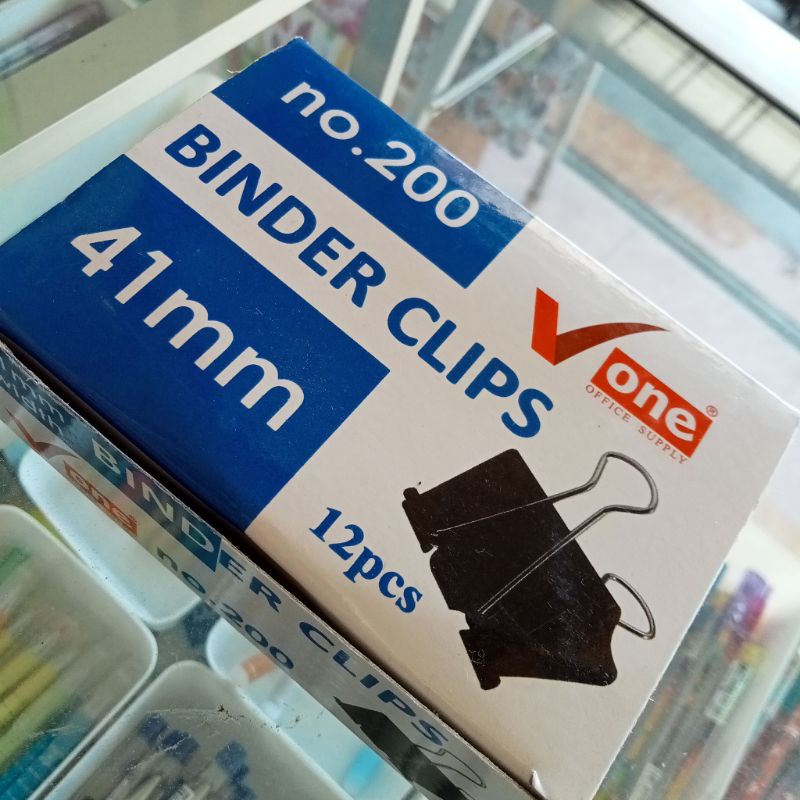 no.200
BINDER CLIPS
41mm
V
one®
OFFICE SUPPLY
12pcs
V
one
BINDER CLIPS
no.200